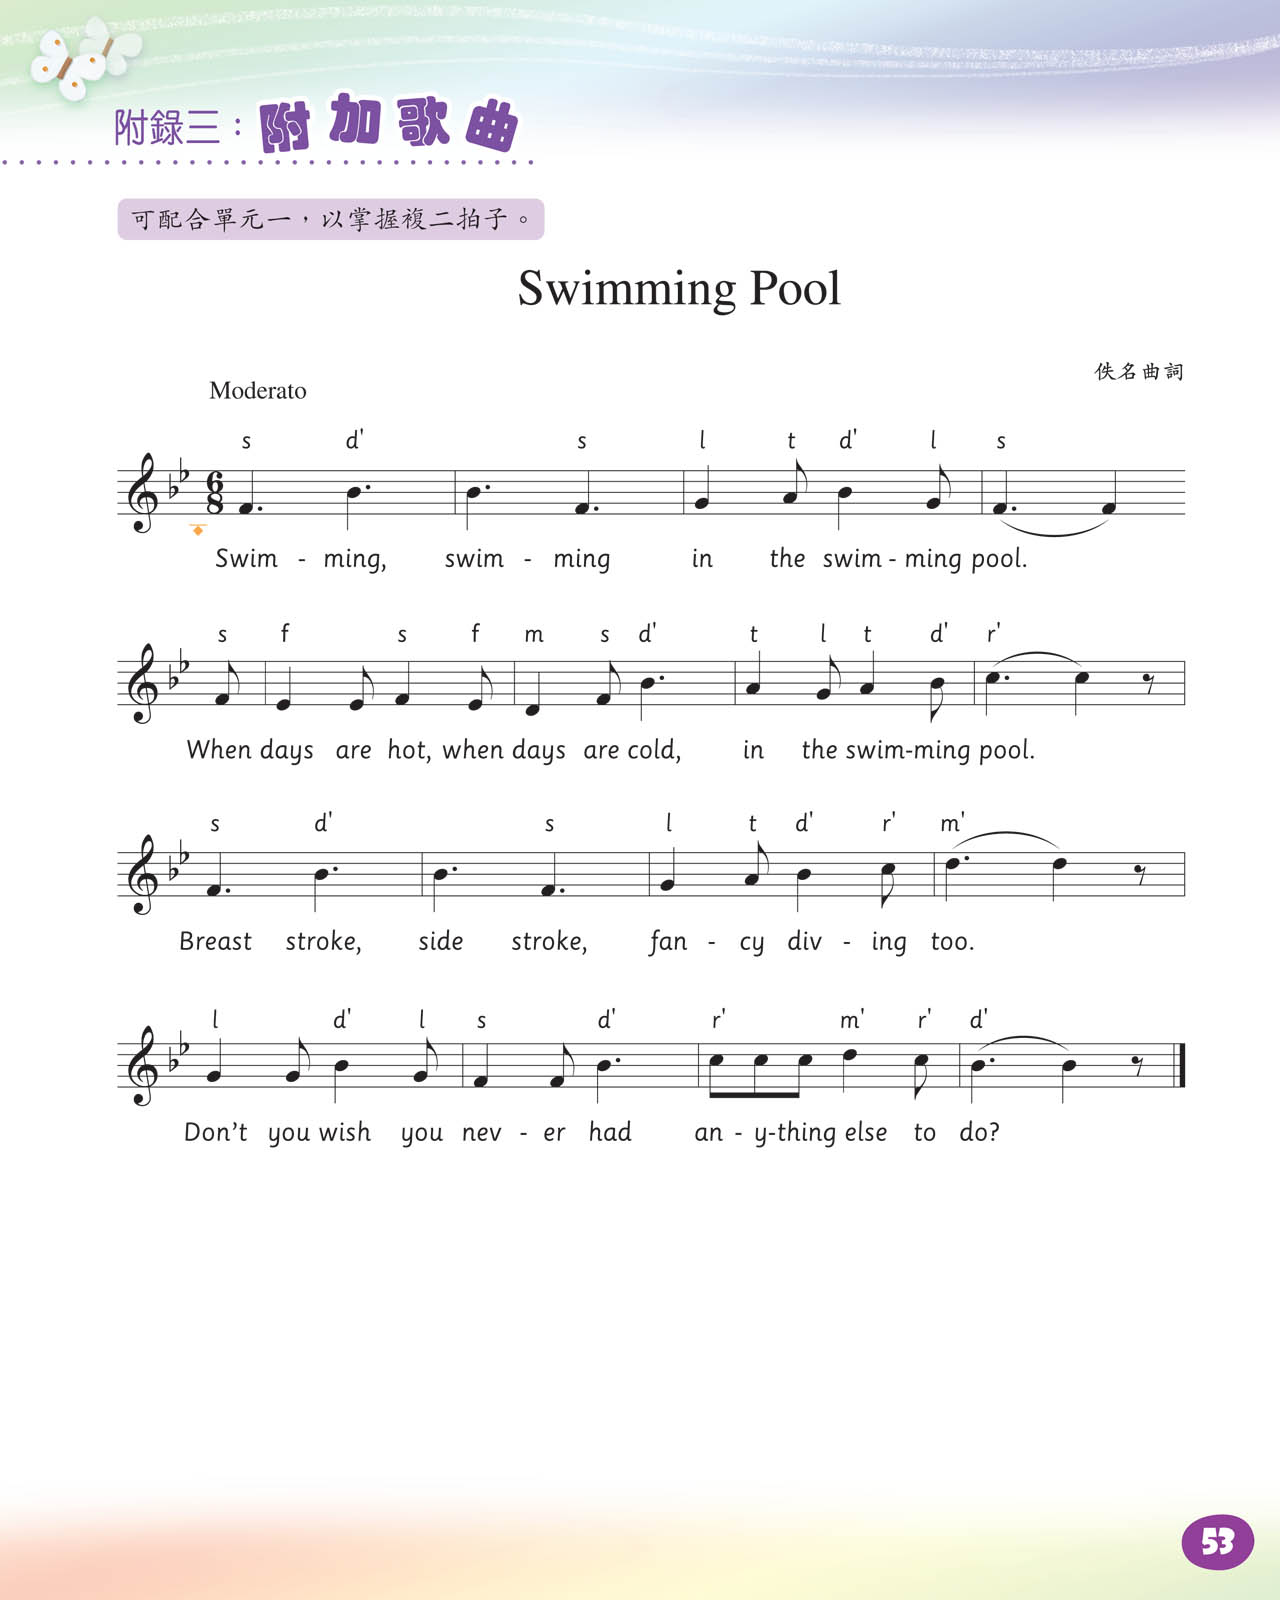 附錄三：附加歌曲
可配合單元一，以掌握複二拍子。
Swimming Pool
佚名曲詞
Moderato
s d' s l t d' l s
6
8
Swim - ming, swim - ming in the swim - ming pool.
s f s f m s d' t l t d' r'
When days are hot, when days are cold, in the swim-ming pool.
s d' s l t d' r' m'
Breast stroke, side stroke, fan - cy div - ing too.
l d' l s d' r' m' r' d'
Don't you wish you nev - er had an - y-thing else to do?
53